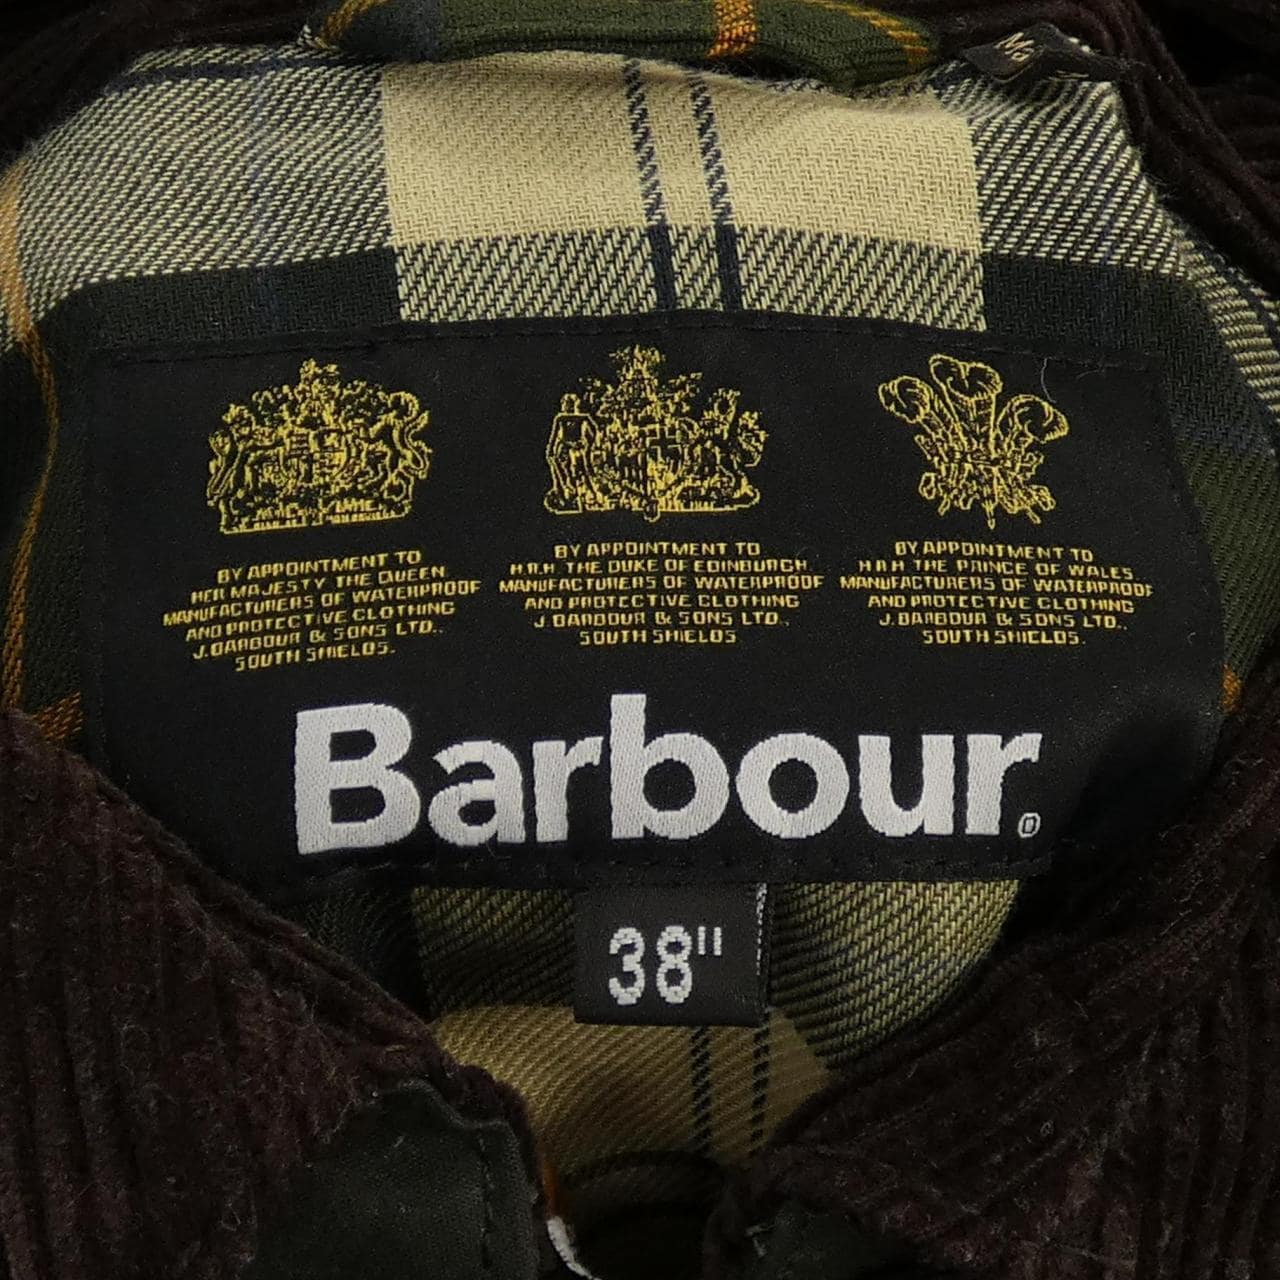 BY APPOINTMENT TO
HER MAJESTY THE QUEEN
MANUFACTURERS OF WATERPROOF
AND PROTECTIVE CLOTHING
J. BARBOUR & SONS LTD.,
SOUTH SHIELDS.
BY APPOINTMENT TO
H.R.H THE DUKE OF EDINBURGH
MANUFACTURERS OF WATERPROOF
AND PROTECTIVE CLOTHING
J. BARBOUR & SONS LTD.,
SOUTH SHIELDS
BY APPOINTMENT TO
H.R.H THE PRINCE OF WALES
MANUFACTURERS OF WATERPROOF
AND PROTECTIVE CLOTHING
J. BARBOUR & SONS LTD.,
SOUTH SHIELDS.
Barbour
38"